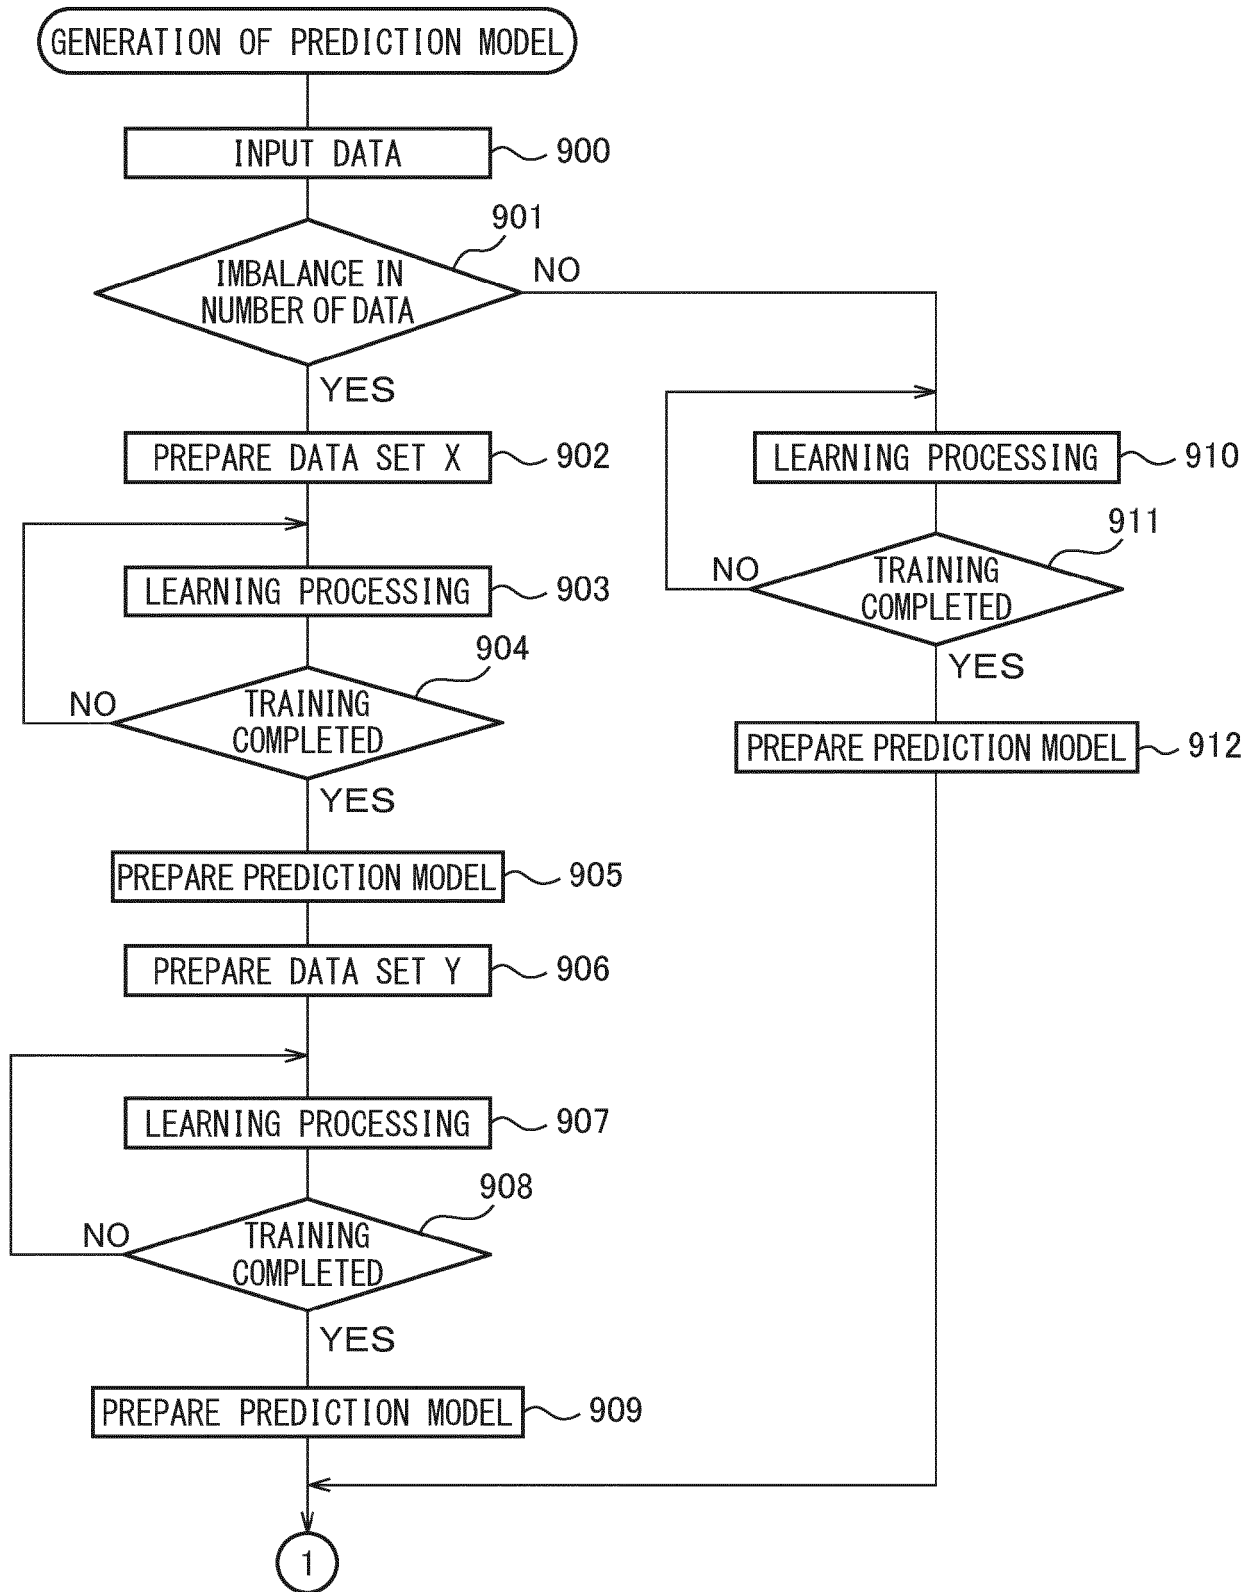 GENERATION OF PREDICTION MODEL
INPUT DATA
900
901
IMBALANCE IN
NUMBER OF DATA
NO
YES
PREPARE DATA SET X
902
LEARNING PROCESSING
903
904
TRAINING
COMPLETED
NO
YES
PREPARE PREDICTION MODEL
905
PREPARE DATA SET Y
906
LEARNING PROCESSING
907
908
TRAINING
COMPLETED
NO
YES
PREPARE PREDICTION MODEL
909
LEARNING PROCESSING
910
911
TRAINING
COMPLETED
NO
YES
PREPARE PREDICTION MODEL
912
1